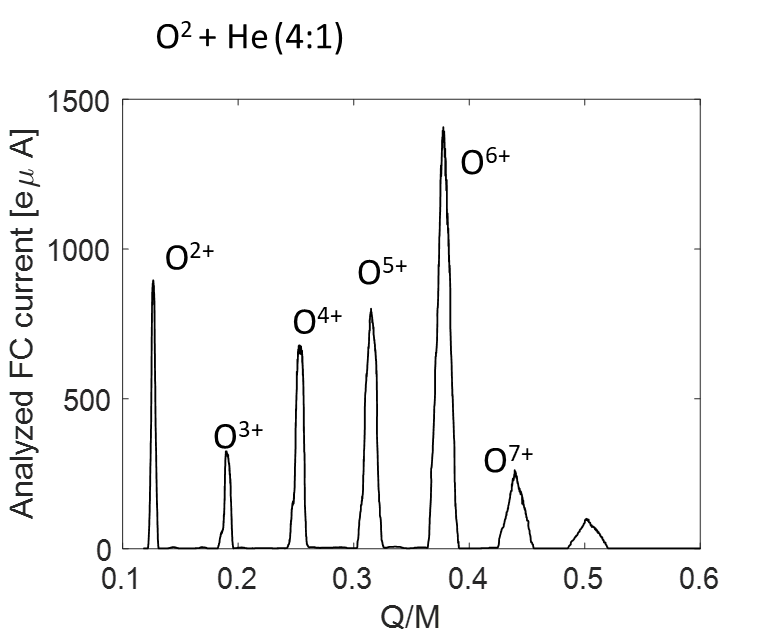 O² + He (4:1)
1500
1000
500
0
Analyzed FC current [e μ A]
O²⁺
O³⁺
O⁴⁺
O⁵⁺
O⁶⁺
O⁷⁺
0.1 0.2 0.3 0.4 0.5 0.6
Q/M